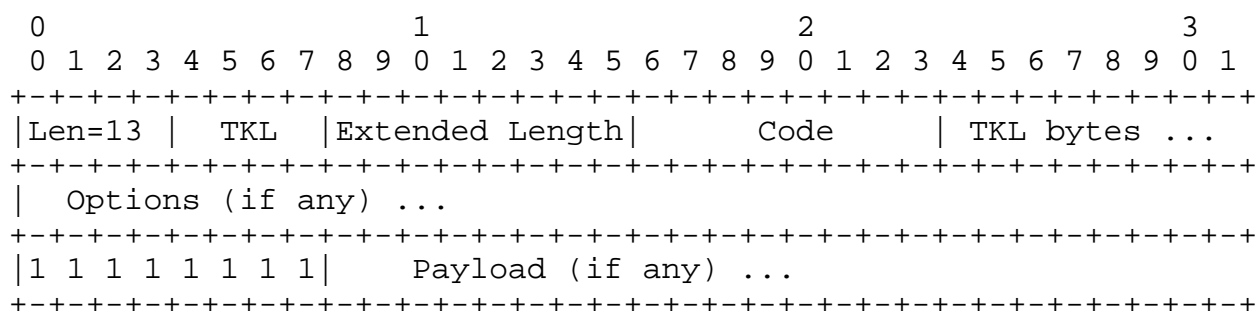 0                   1                   2                   3
 0 1 2 3 4 5 6 7 8 9 0 1 2 3 4 5 6 7 8 9 0 1 2 3 4 5 6 7 8 9 0 1
+-+-+-+-+-+-+-+-+-+-+-+-+-+-+-+-+-+-+-+-+-+-+-+-+-+-+-+-+-+-+-+-+
|Len=13 |  TKL  |Extended Length|      Code     | TKL bytes ...
+-+-+-+-+-+-+-+-+-+-+-+-+-+-+-+-+-+-+-+-+-+-+-+-+-+-+-+-+-+-+-+-+
|  Options (if any) ...
+-+-+-+-+-+-+-+-+-+-+-+-+-+-+-+-+-+-+-+-+-+-+-+-+-+-+-+-+-+-+-+-+
|1 1 1 1 1 1 1 1|    Payload (if any) ...
+-+-+-+-+-+-+-+-+-+-+-+-+-+-+-+-+-+-+-+-+-+-+-+-+-+-+-+-+-+-+-+-+